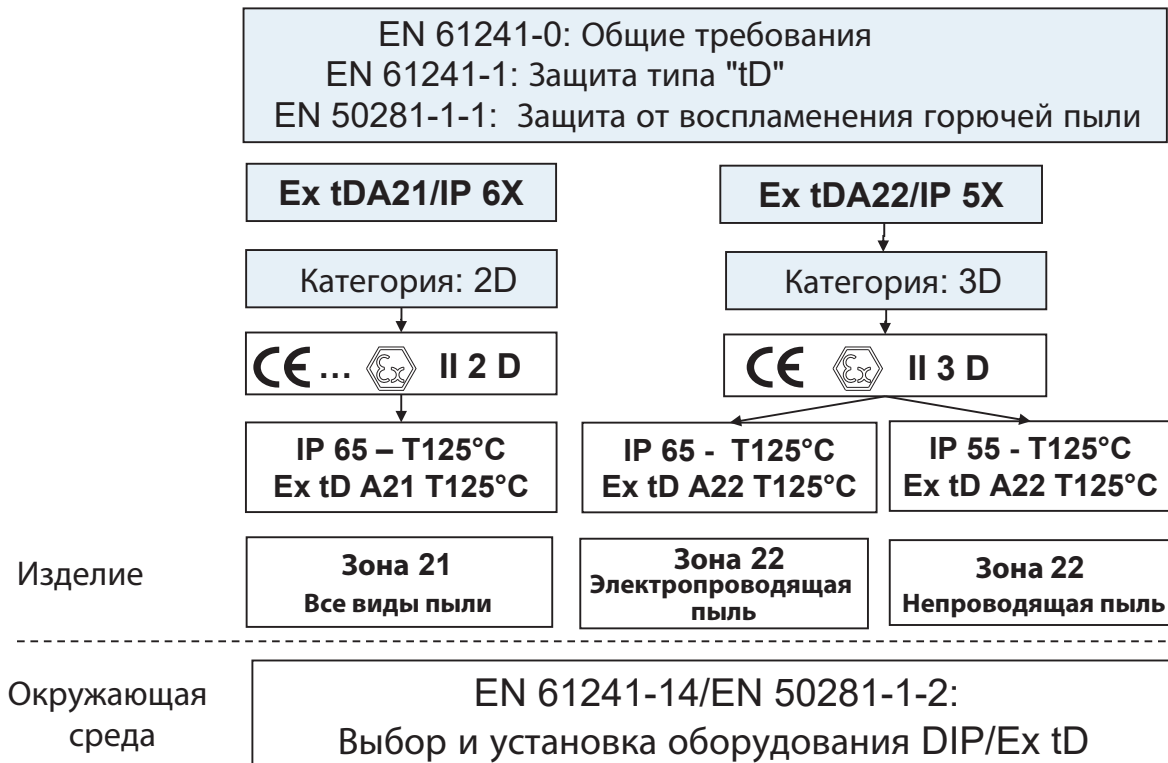 EN 61241-0: Общие требования
EN 61241-1: Защита типа "tD"
EN 50281-1-1: Защита от воспламенения горючей пыли
Ex tDA21/IP 6X
Ex tDA22/IP 5X
Категория: 2D
Категория: 3D
CE ... Ex II 2 D
CE Ex II 3 D
IP 65 – T125°C
Ex tD A21 T125°C
IP 65 - T125°C
Ex tD A22 T125°C
IP 55 - T125°C
Ex tD A22 T125°C
Изделие
Зона 21
Все виды пыли
Зона 22
Электропроводящая
пыль
Зона 22
Непроводящая пыль
Окружающая
среда
EN 61241-14/EN 50281-1-2:
Выбор и установка оборудования DIP/Ex tD